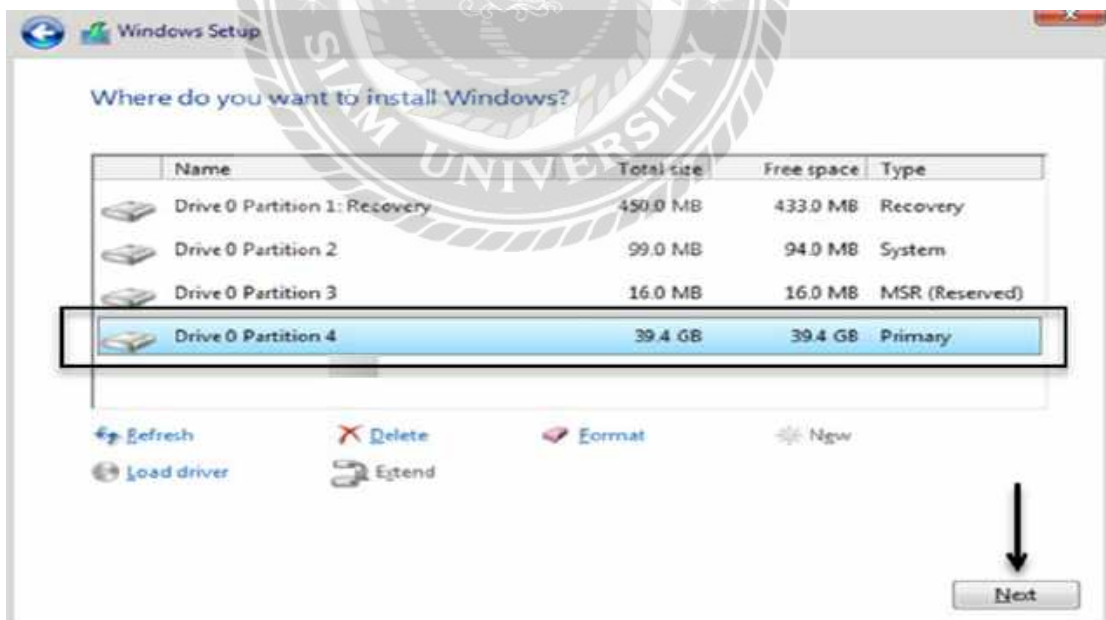 Windows Setup
Where do you want to install Windows?
Name Total size Free space Type
Drive 0 Partition 1: Recovery 450.0 MB 433.0 MB Recovery
Drive 0 Partition 2 99.0 MB 94.0 MB System
Drive 0 Partition 3 16.0 MB 16.0 MB MSR (Reserved)
Drive 0 Partition 4 39.4 GB 39.4 GB Primary
Refresh Delete Format New
Load driver Extend
Next
SIAM UNIVERSITY